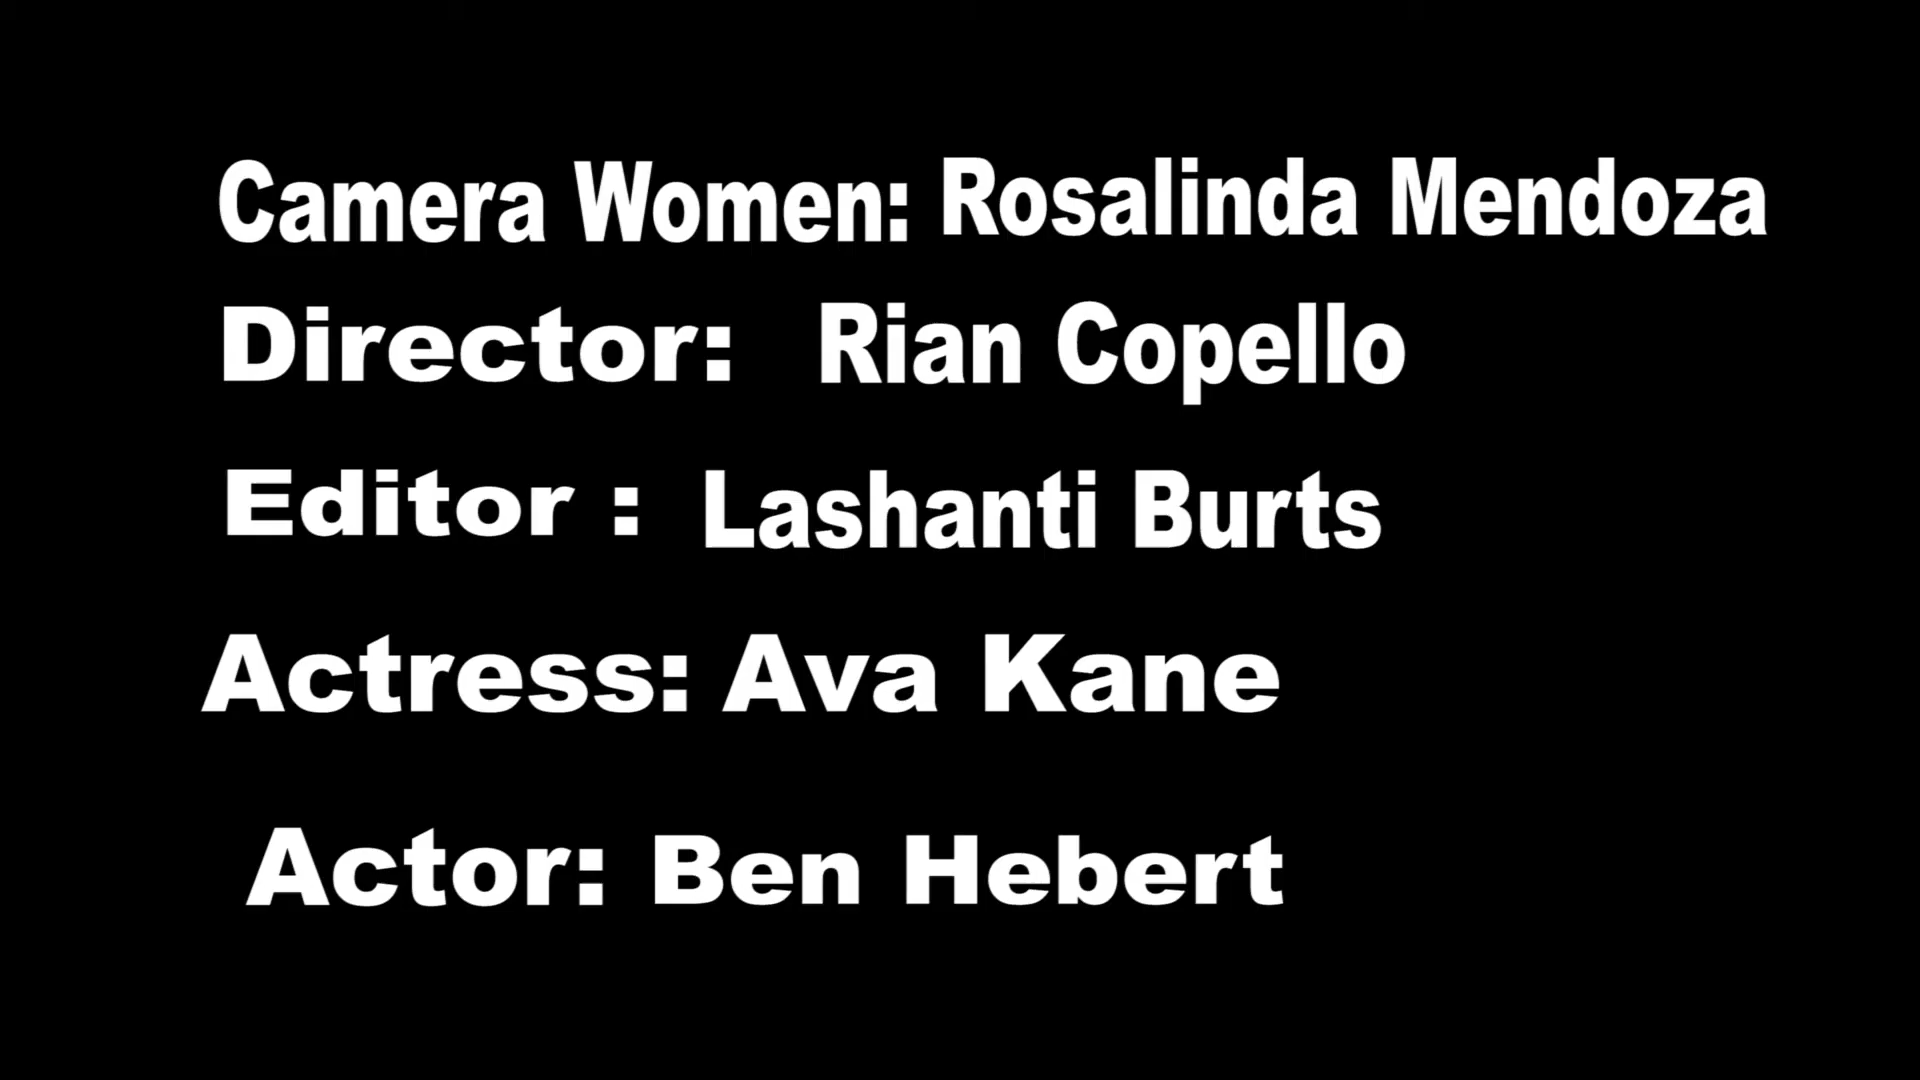 Camera Women: Rosalinda Mendoza
Director: Rian Copello
Editor : Lashanti Burts
Actress: Ava Kane
Actor: Ben Hebert